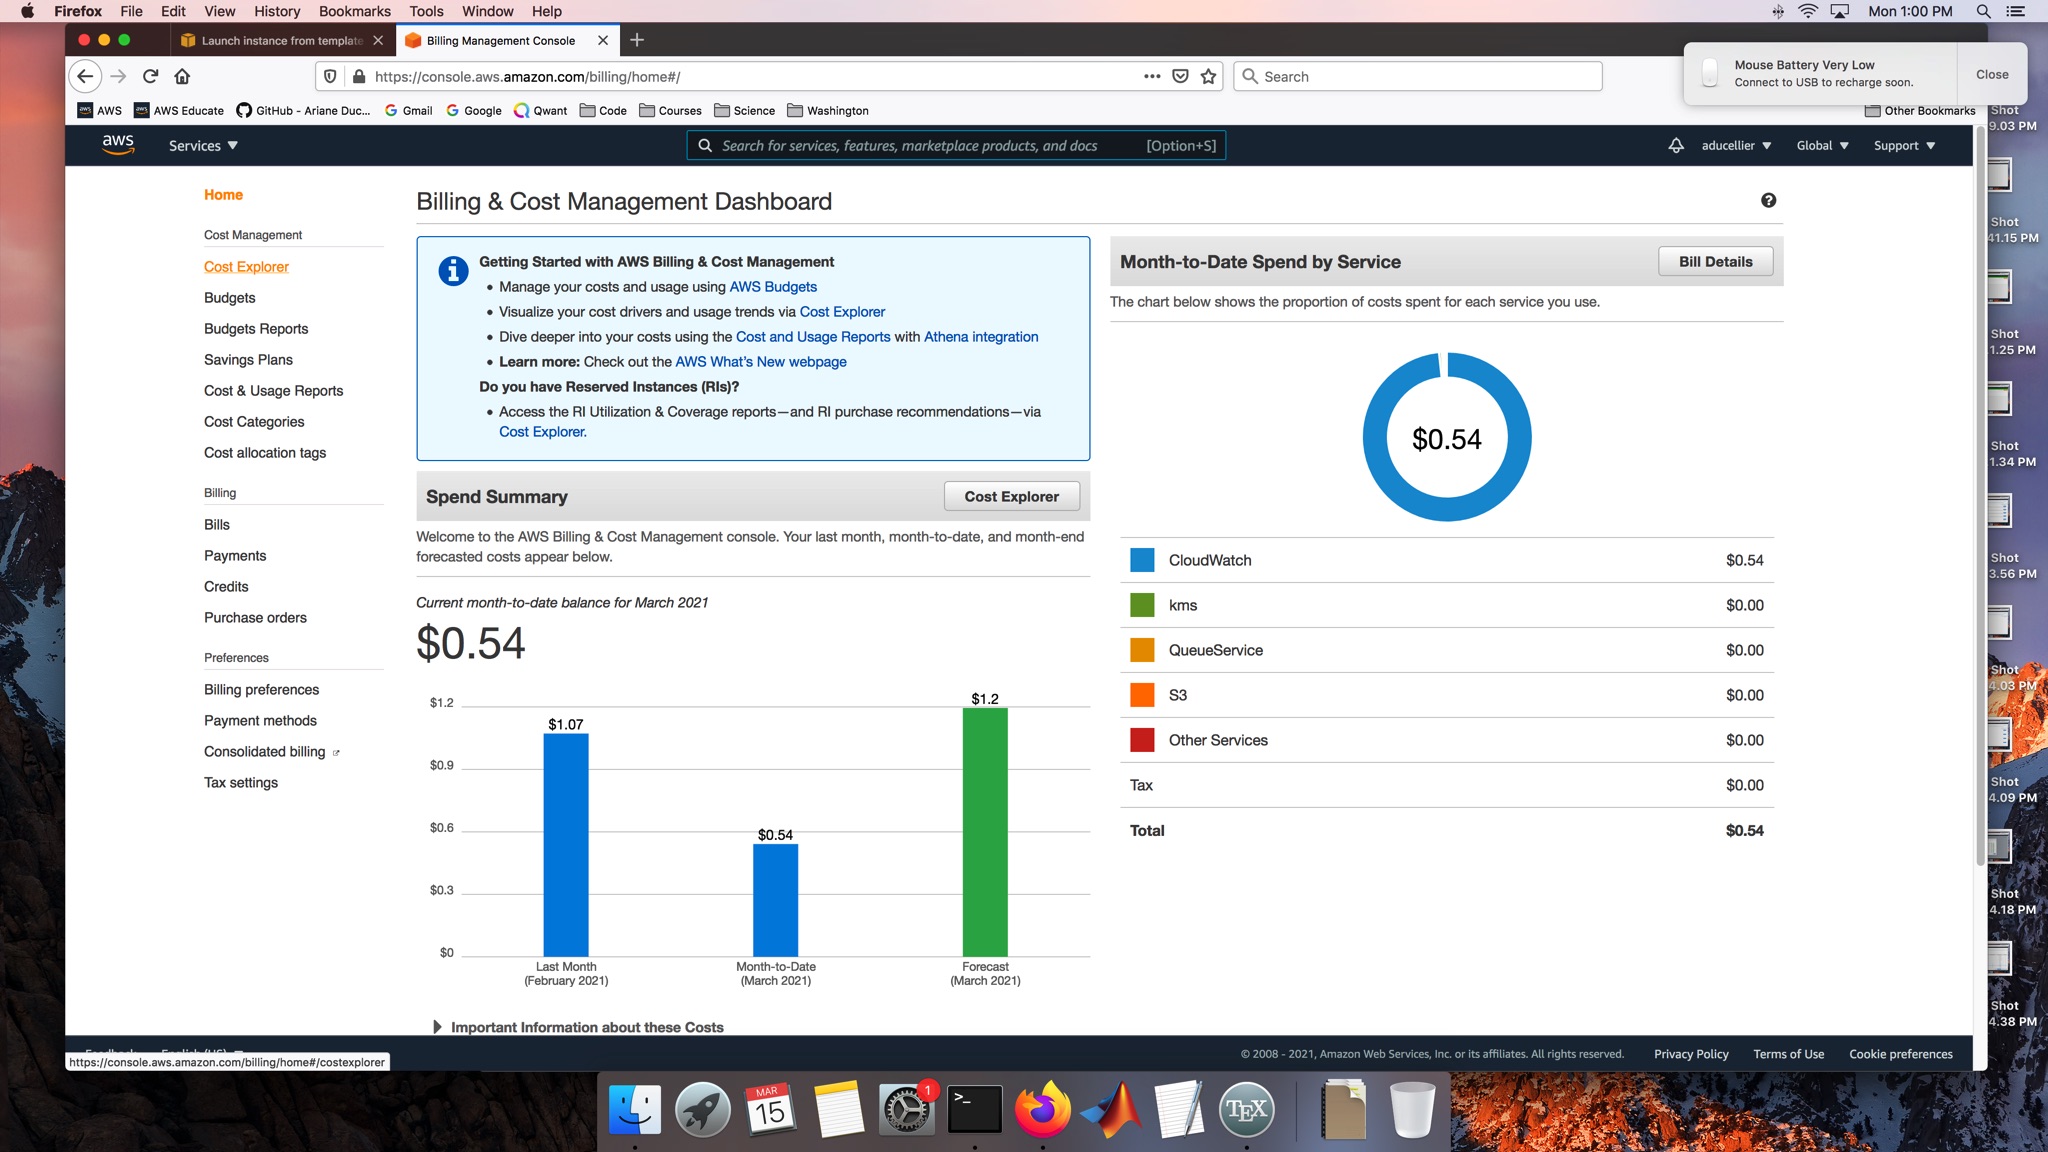 Firefox File Edit View History Bookmarks Tools Window Help Mon 1:00 PM
Launch instance from template
Billing Management Console
https://console.aws.amazon.com/billing/home#/
Search
Mouse Battery Very Low
Connect to USB to recharge soon.
Close
AWS AWS Educate GitHub - Ariane Duc... Gmail Google Qwant Code Courses Science Washington Other Bookmarks
aws Services Search for services, features, marketplace products, and docs [Option+S] aducellier Global Support
Home
Cost Management
Cost Explorer
Budgets
Budgets Reports
Savings Plans
Cost & Usage Reports
Cost Categories
Cost allocation tags
Billing
Bills
Payments
Credits
Purchase orders
Preferences
Billing preferences
Payment methods
Consolidated billing
Tax settings
Billing & Cost Management Dashboard
Getting Started with AWS Billing & Cost Management
• Manage your costs and usage using AWS Budgets
• Visualize your cost drivers and usage trends via Cost Explorer
• Dive deeper into your costs using the Cost and Usage Reports with Athena integration
• Learn more: Check out the AWS What's New webpage
Do you have Reserved Instances (RIs)?
• Access the RI Utilization & Coverage reports—and RI purchase recommendations—via
Cost Explorer.
Spend Summary
Cost Explorer
Welcome to the AWS Billing & Cost Management console. Your last month, month-to-date, and month-end
forecasted costs appear below.
Current month-to-date balance for March 2021
$0.54
$1.2
$0.9
$0.6
$0.3
$0
$1.07
$0.54
$1.2
Last Month
(February 2021)
Month-to-Date
(March 2021)
Forecast
(March 2021)
Important Information about these Costs
Month-to-Date Spend by Service
Bill Details
The chart below shows the proportion of costs spent for each service you use.
$0.54
CloudWatch $0.54
kms $0.00
QueueService $0.00
S3 $0.00
Other Services $0.00
Tax $0.00
Total $0.54
https://console.aws.amazon.com/billing/home#/costexplorer
© 2008 - 2021, Amazon Web Services, Inc. or its affiliates. All rights reserved. Privacy Policy Terms of Use Cookie preferences
Shot
9.03 PM
Shot
41.15 PM
Shot
1.25 PM
Shot
1.34 PM
Shot
3.56 PM
Shot
4.03 PM
Shot
4.09 PM
Shot
4.18 PM
Shot
4.38 PM
MAR
15
1
>_
TEX